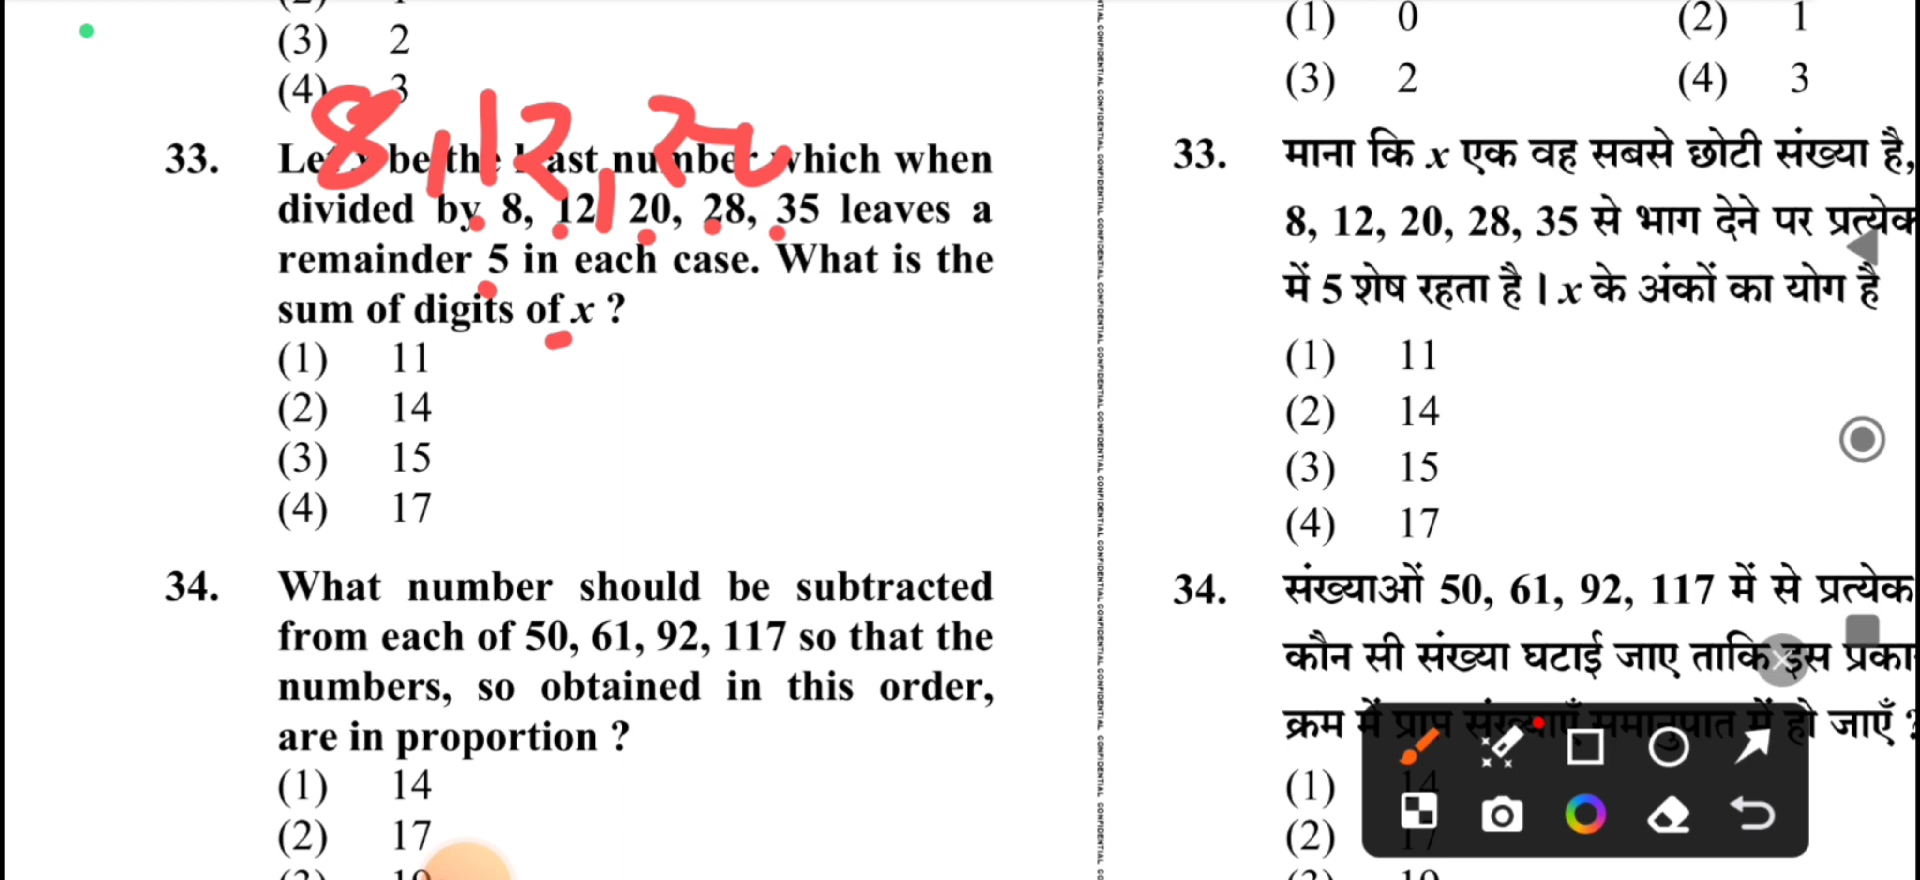 (3) 2
(4) 3
33. Let x be the least number which when
divided by 8, 12, 20, 28, 35 leaves a
remainder 5 in each case. What is the
sum of digits of x ?
(1) 11
(2) 14
(3) 15
(4) 17
34. What number should be subtracted
from each of 50, 61, 92, 117 so that the
numbers, so obtained in this order,
are in proportion ?
(1) 14
(2) 17
8, 12, 20
(1) 0 (2) 1
(3) 2 (4) 3
33. माना कि x एक वह सबसे छोटी संख्या है,
8, 12, 20, 28, 35 से भाग देने पर प्रत्येक
में 5 शेष रहता है । x के अंकों का योग है
(1) 11
(2) 14
(3) 15
(4) 17
34. संख्याओं 50, 61, 92, 117 में से प्रत्येक
कौन सी संख्या घटाई जाए ताकि इस
क्रम में प्राप्त संख्याएँ समानुपात में हो जाएँ ?
(1) 14
(2) 17